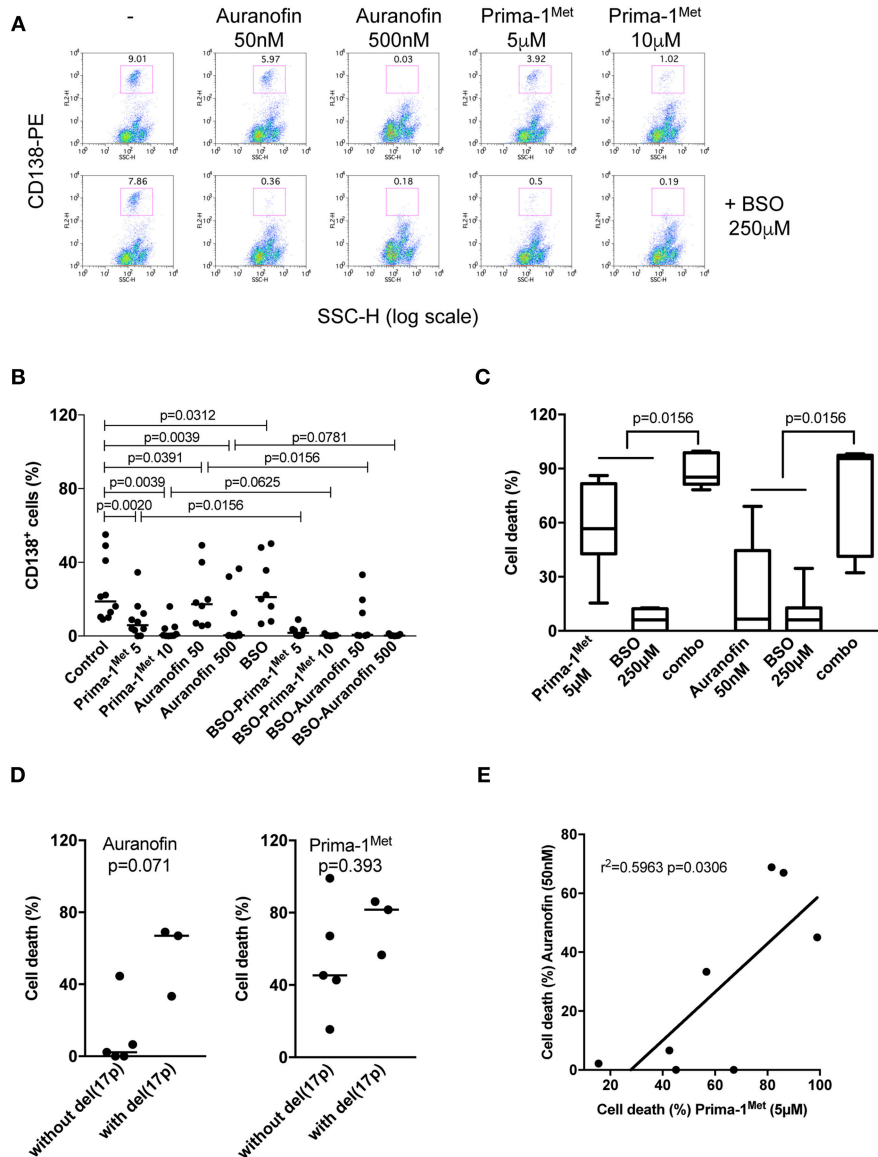 A
-
Auranofin 50nM
Auranofin 500nM
Prima-1Met 5μM
Prima-1Met 10μM
CD138-PE
9.01
5.97
0.03
3.92
1.02
7.86
0.36
0.18
0.5
0.19
FL2-H
SSC-H
+ BSO
250μM
SSC-H (log scale)
B
CD138+ cells (%)
120
80
40
0
p=0.0312
p=0.0039
p=0.0781
p=0.0391
p=0.0156
p=0.0039
p=0.0625
p=0.0020
p=0.0156
Control
Prima-1Met 5
Prima-1Met 10
Auranofin 50
Auranofin 500
BSO
BSO-Prima-1Met 5
BSO-Prima-1Met 10
BSO-Auranofin 50
BSO-Auranofin 500
C
Cell death (%)
120
90
60
30
0
p=0.0156
p=0.0156
Prima-1Met 5μM
BSO 250μM
combo
Auranofin 50nM
BSO 250μM
combo
D
Cell death (%)
120
80
40
0
Auranofin
p=0.071
without del(17p)
with del(17p)
Cell death (%)
120
80
40
0
Prima-1Met
p=0.393
without del(17p)
with del(17p)
E
Cell death (%) Auranofin (50nM)
80
60
40
20
0
r2=0.5963 p=0.0306
20
40
60
80
100
Cell death (%) Prima-1Met (5μM)